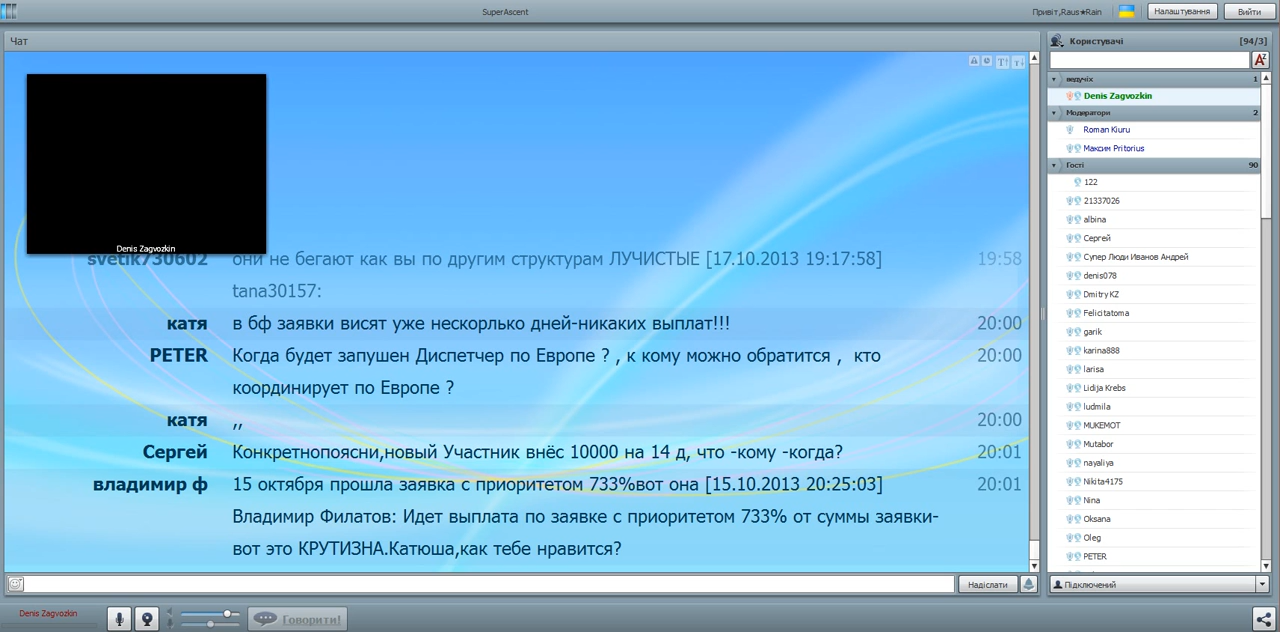 SuperAscent
Привіт,Raus★Rain
Налаштування
Вийти
Чат
Denis Zagvozkin
svetik730602 они не бегают как вы по другим структурам ЛУЧИСТЫЕ [17.10.2013 19:17:58] 19:58
tana30157:
катя в бф заявки висят уже нескорлько дней-никаких выплат!!! 20:00
PETER Когда будет запушен Диспетчер по Европе ? , к кому можно обратится , кто 20:00
координирует по Европе ?
катя ,, 20:00
Сергей Конкретнопоясни,новый Участник внёс 10000 на 14 д, что -кому -когда? 20:01
владимир ф 15 октября прошла заявка с приоритетом 733%вот она [15.10.2013 20:25:03] 20:01
Владимир Филатов: Идет выплата по заявке с приоритетом 733% от суммы заявки-
вот это КРУТИЗНА.Катюша,как тебе нравится?
Надіслати
Denis Zagvozkin
Говорити!
Користувачі [94/3]
ведучіх 1
Denis Zagvozkin
Модератори 2
Roman Kiuru
Максим Pritorius
Гості 90
122
21337026
albina
Сергей
Супер Люди Иванов Андрей
denis078
Dmitry KZ
Felicitatoma
garik
karina888
larisa
Lidija Krebs
ludmila
MUKEMOT
Mutabor
nayaliya
Nikita4175
Nina
Oksana
Oleg
PETER
Підключений